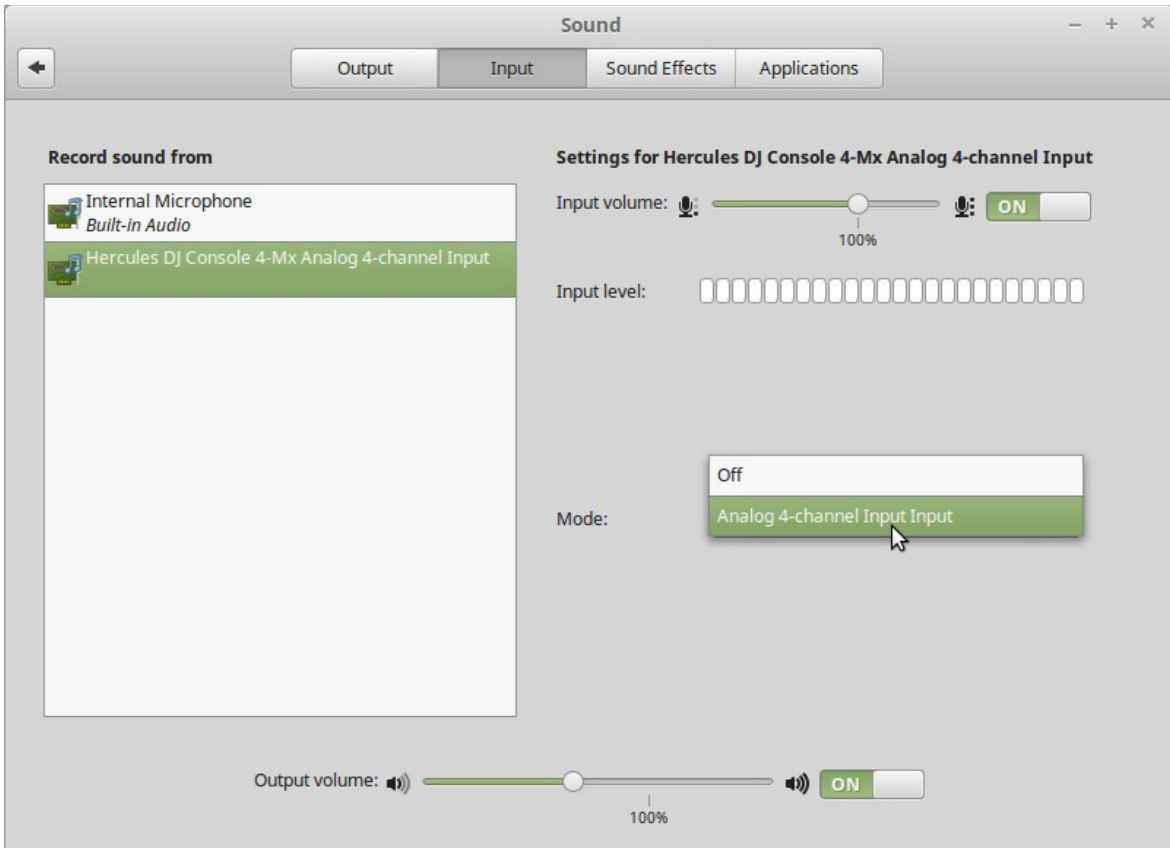 Sound
Output
Input
Sound Effects
Applications
Record sound from
Internal Microphone
Built-in Audio
Hercules DJ Console 4-Mx Analog 4-channel Input
Settings for Hercules DJ Console 4-Mx Analog 4-channel Input
Input volume:
ON
100%
Input level:
Mode:
Off
Analog 4-channel Input Input
Output volume:
ON
100%